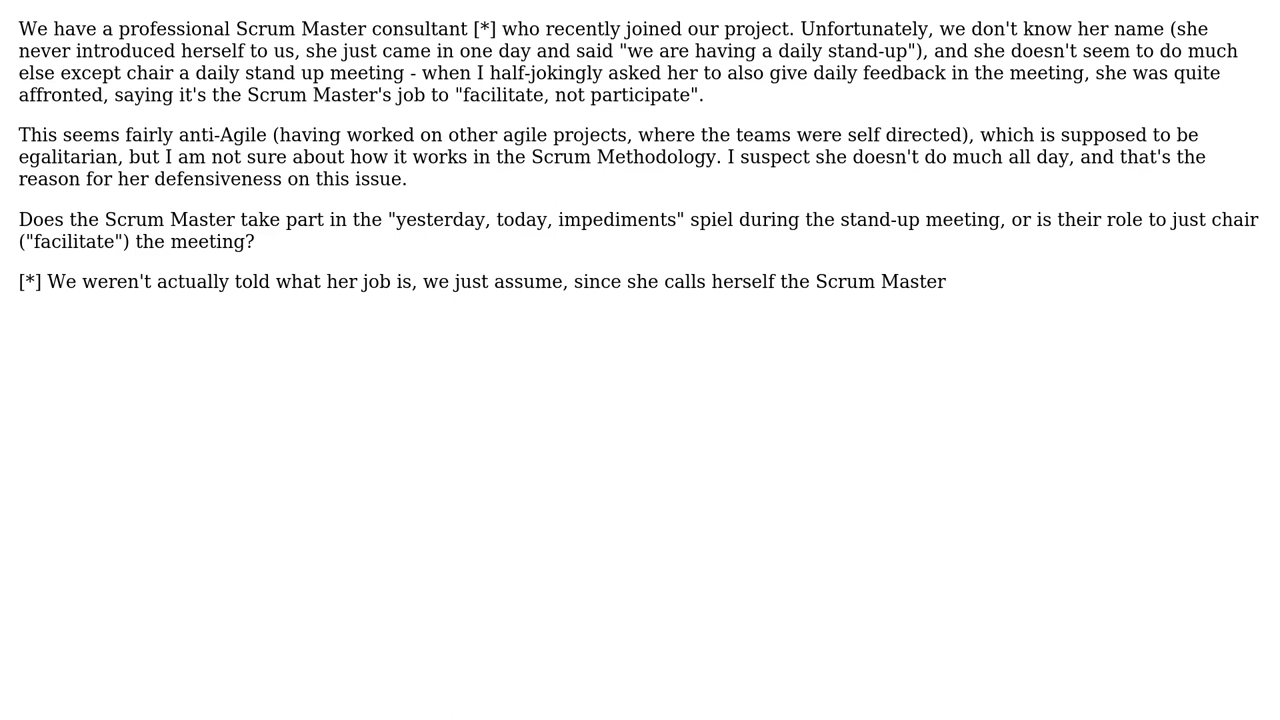 We have a professional Scrum Master consultant [*] who recently joined our project. Unfortunately, we don't know her name (she
never introduced herself to us, she just came in one day and said "we are having a daily stand-up"), and she doesn't seem to do much
else except chair a daily stand up meeting - when I half-jokingly asked her to also give daily feedback in the meeting, she was quite
affronted, saying it's the Scrum Master's job to "facilitate, not participate".
This seems fairly anti-Agile (having worked on other agile projects, where the teams were self directed), which is supposed to be
egalitarian, but I am not sure about how it works in the Scrum Methodology. I suspect she doesn't do much all day, and that's the
reason for her defensiveness on this issue.
Does the Scrum Master take part in the "yesterday, today, impediments" spiel during the stand-up meeting, or is their role to just chair
("facilitate") the meeting?
[*] We weren't actually told what her job is, we just assume, since she calls herself the Scrum Master